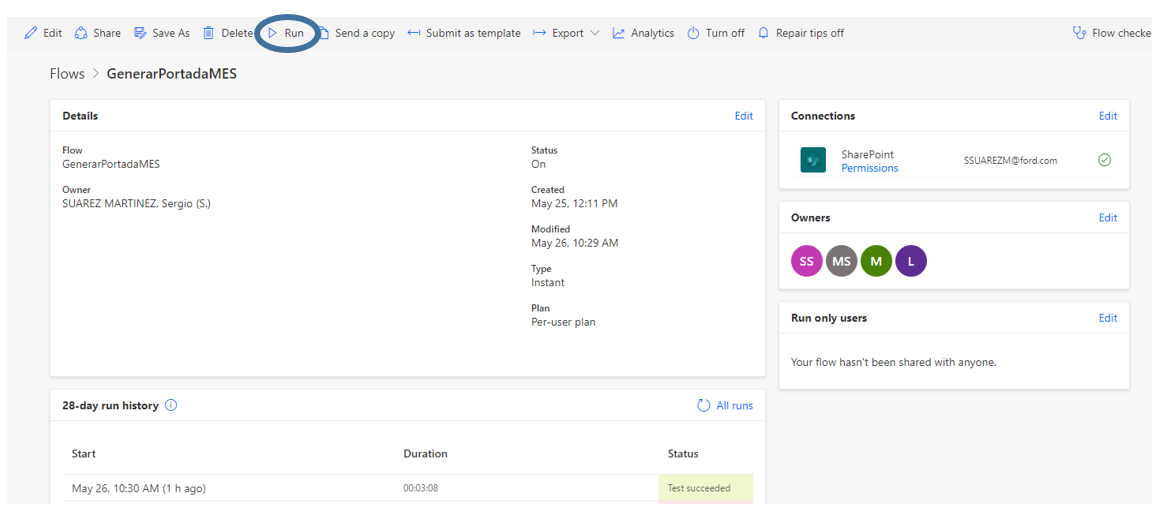 Edit Share Save As Delete Run Send a copy Submit as template Export Analytics Turn off Repair tips off Flow checke
Flows > GenerarPortadaMES
Details Edit
Flow
GenerarPortadaMES
Owner
SUAREZ MARTINEZ, Sergio (S.)
Status
On
Created
May 25, 12:11 PM
Modified
May 26, 10:29 AM
Type
Instant
Plan
Per-user plan
Connections Edit
SharePoint
Permissions
SSUAREZM@ford.com
Owners Edit
SS MS M L
Run only users Edit
Your flow hasn't been shared with anyone.
28-day run history All runs
Start Duration Status
May 26, 10:30 AM (1 h ago) 00:03:08 Test succeeded